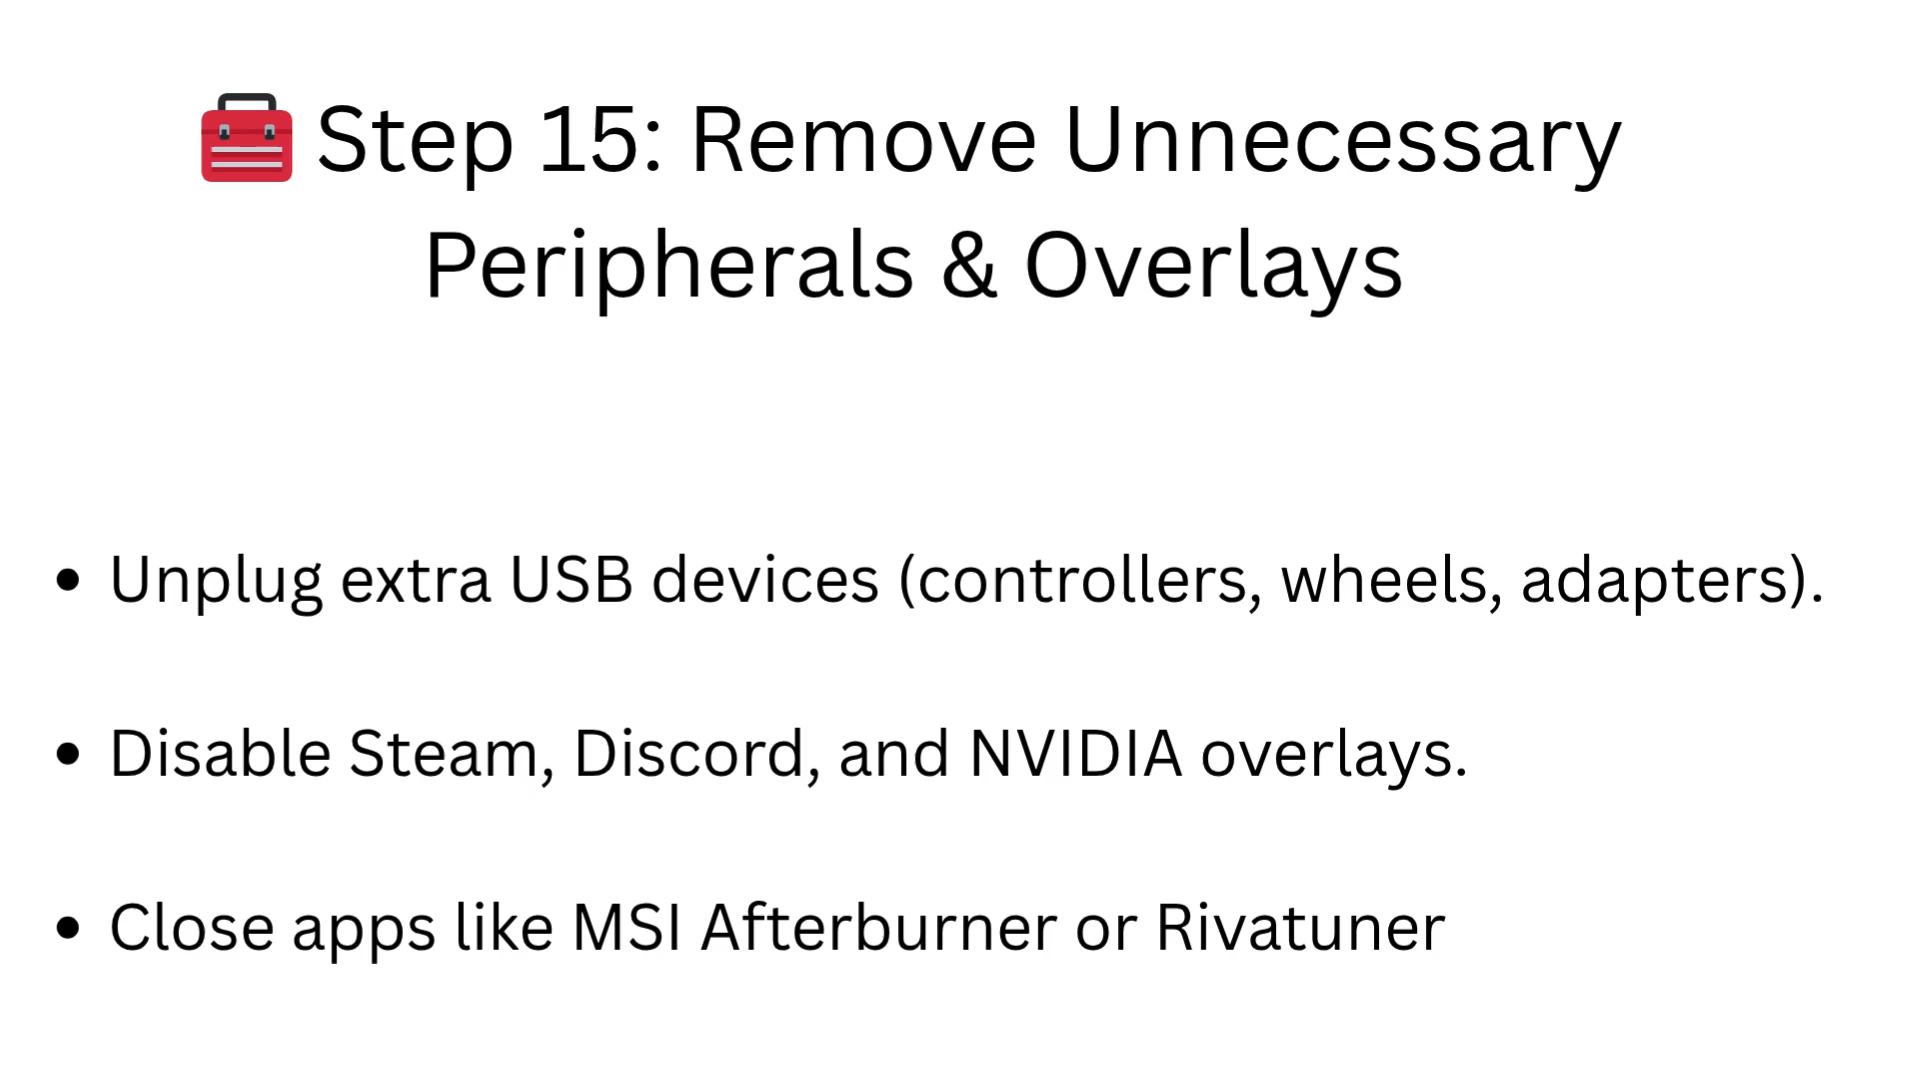 🧰 Step 15: Remove Unnecessary
Peripherals & Overlays
• Unplug extra USB devices (controllers, wheels, adapters).
• Disable Steam, Discord, and NVIDIA overlays.
• Close apps like MSI Afterburner or Rivatuner